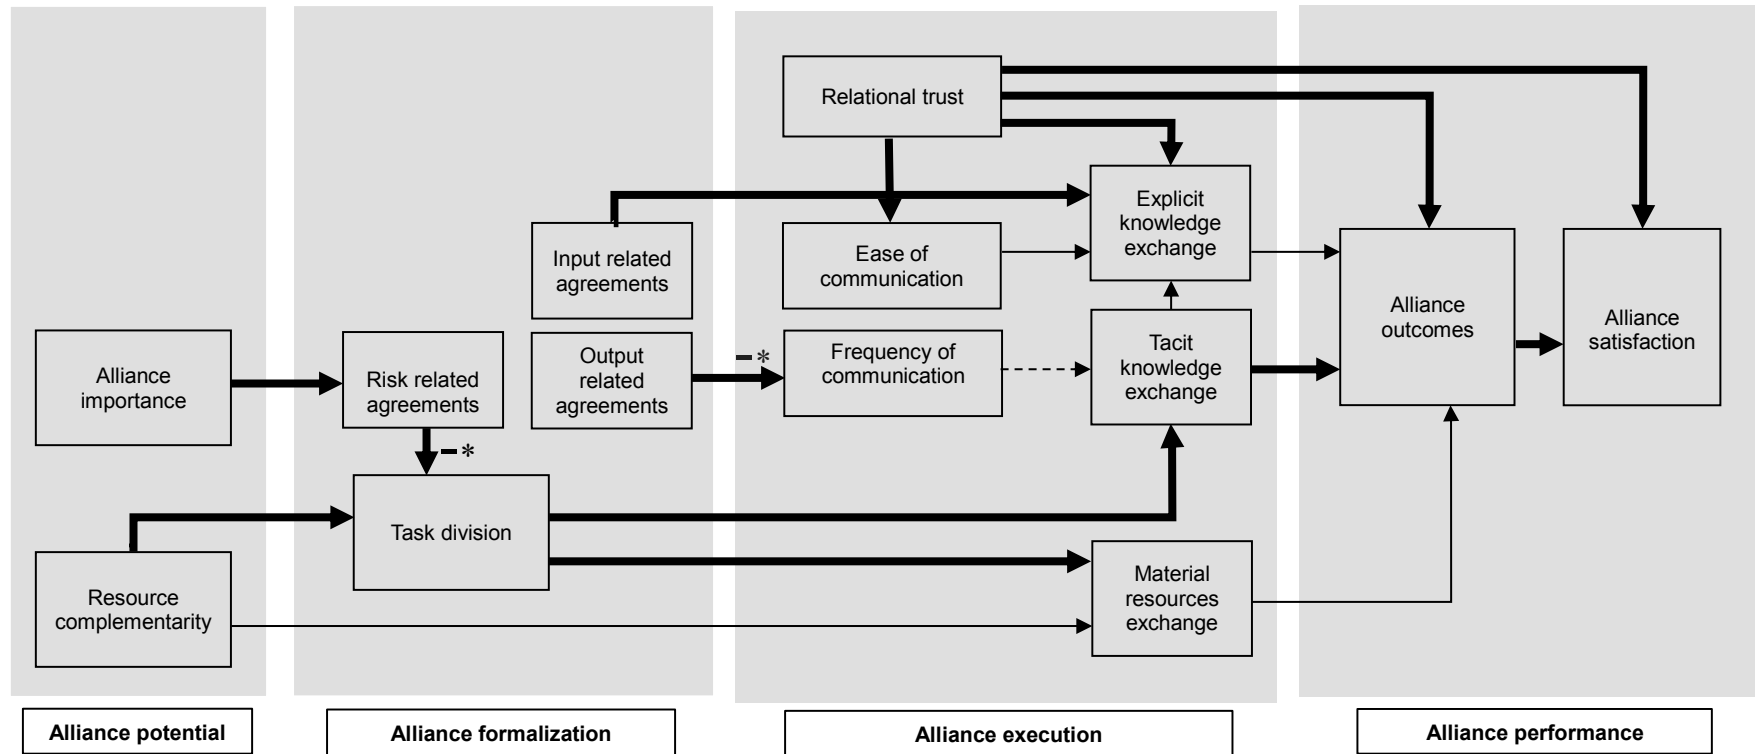 Relational trust
Explicit
knowledge
exchange
Input related
agreements
Ease of
communication
Alliance
outcomes
Alliance
satisfaction
Alliance
importance
Risk related
agreements
Output
related
agreements
– *
Frequency of
communication
Tacit
knowledge
exchange
– *
Task division
Resource
complementarity
Material
resources
exchange
Alliance potential
Alliance formalization
Alliance execution
Alliance performance